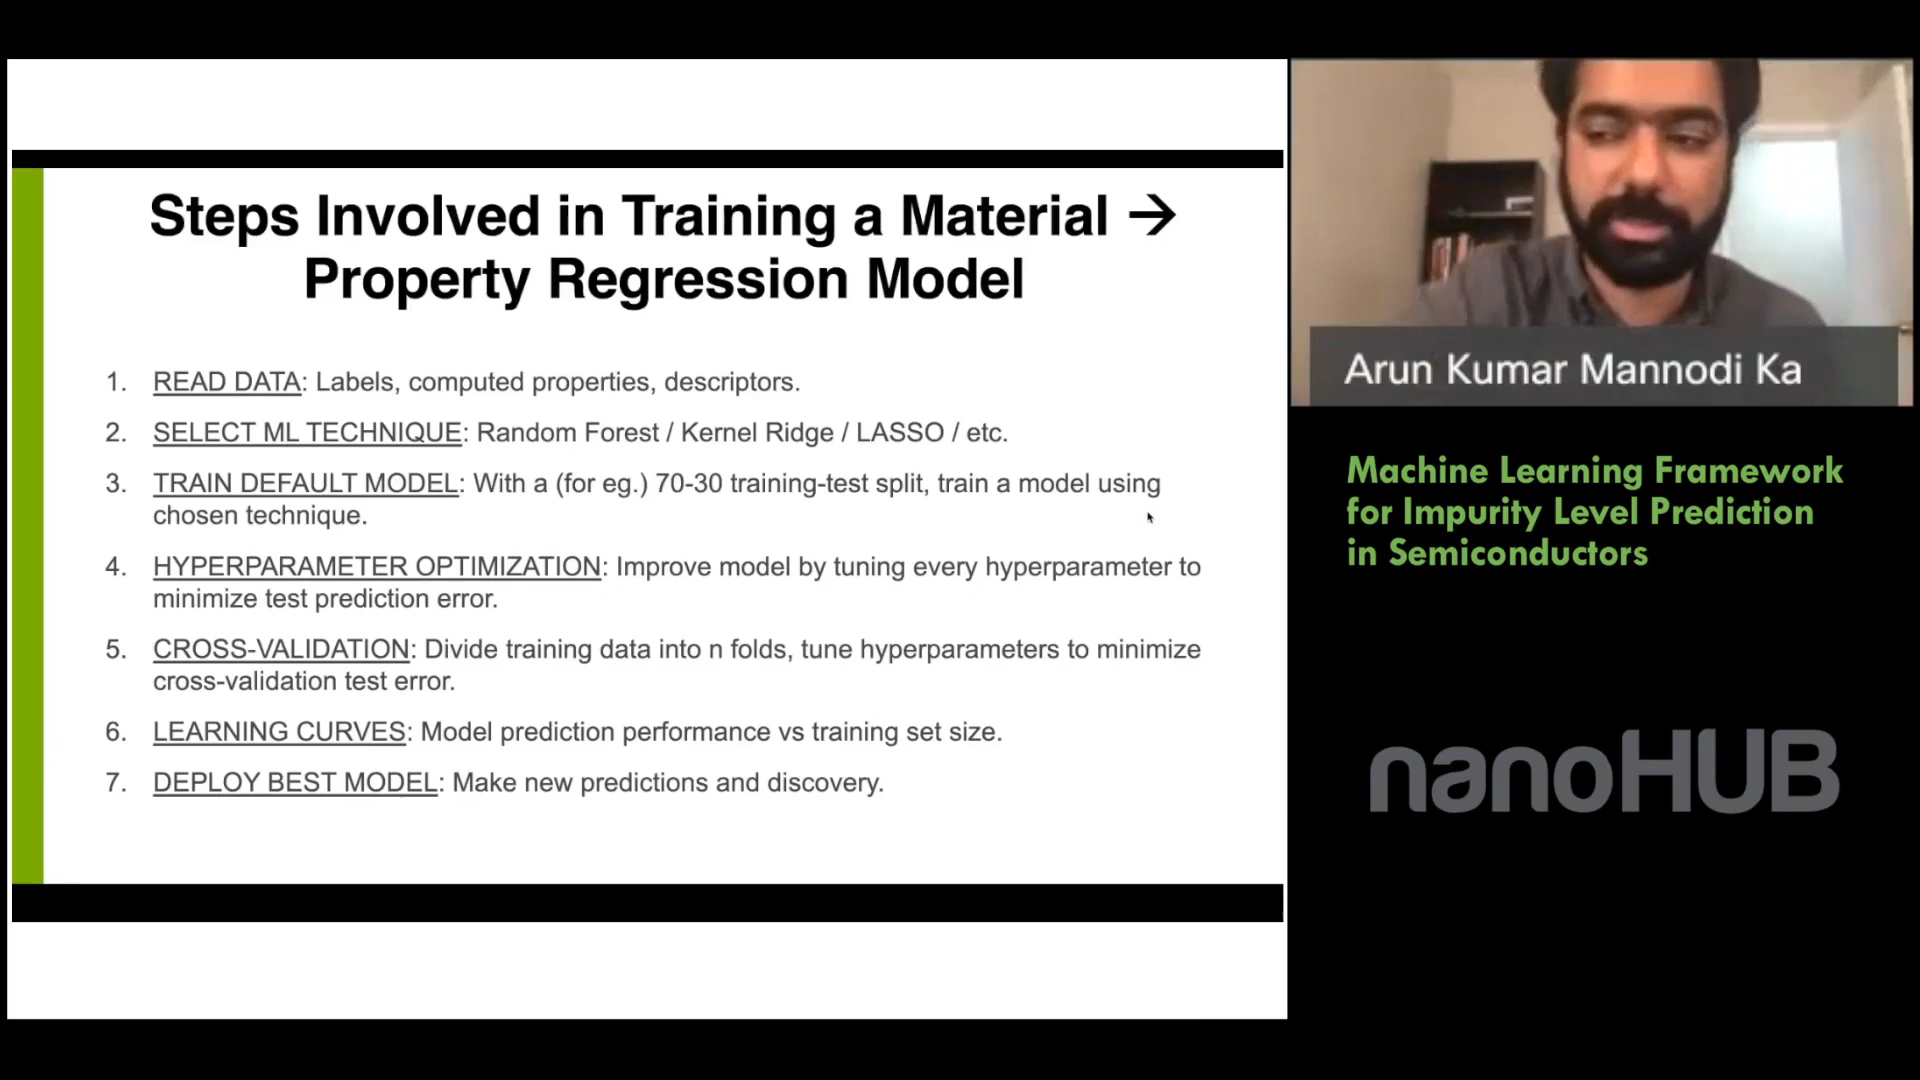 Steps Involved in Training a Material →
Property Regression Model
1. READ DATA: Labels, computed properties, descriptors.
2. SELECT ML TECHNIQUE: Random Forest / Kernel Ridge / LASSO / etc.
3. TRAIN DEFAULT MODEL: With a (for eg.) 70-30 training-test split, train a model using
chosen technique.
4. HYPERPARAMETER OPTIMIZATION: Improve model by tuning every hyperparameter to
minimize test prediction error.
5. CROSS-VALIDATION: Divide training data into n folds, tune hyperparameters to minimize
cross-validation test error.
6. LEARNING CURVES: Model prediction performance vs training set size.
7. DEPLOY BEST MODEL: Make new predictions and discovery.
Arun Kumar Mannodi Ka
Machine Learning Framework
for Impurity Level Prediction
in Semiconductors
nanoHUB